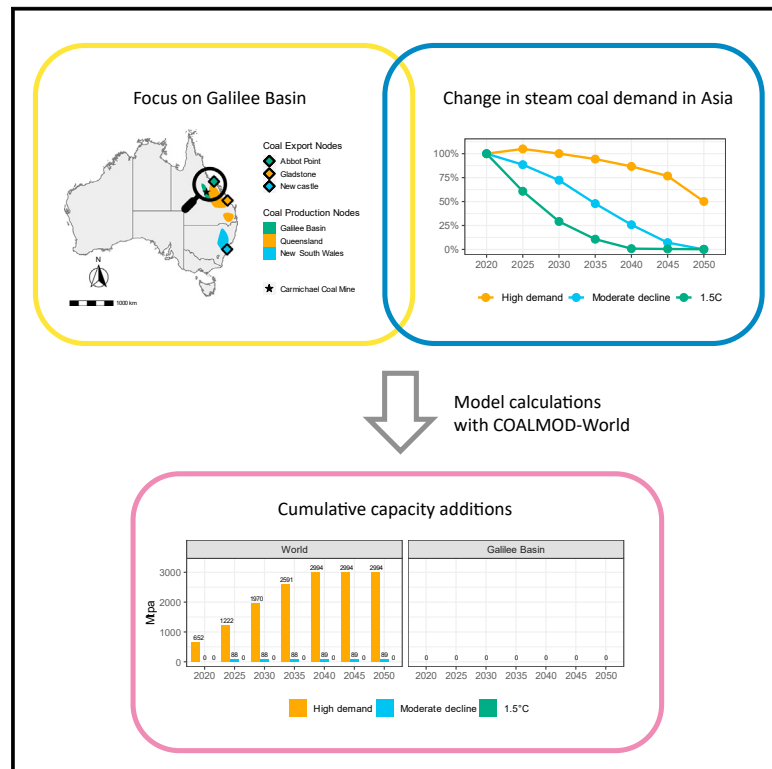 Focus on Galilee Basin
Coal Export Nodes
Abbot Point
Gladstone
New castle
Coal Production Nodes
Galilee Basin
Queensland
New South Wales
Carmichael Coal Mine
N
1000 km
Change in steam coal demand in Asia
100%
75%
50%
25%
0%
2020 2025 2030 2035 2040 2045 2050
High demand Moderate decline 1.5C
Model calculations
with COALMOD-World
Cumulative capacity additions
World Galilee Basin
Mtpa
3000
2000
1000
0
652 1222 1970 2591 2994 2994 2994
0 0 88 0 88 0 88 0 89 0 89 0 89 0
0 0 0 0 0 0 0
2020 2025 2030 2035 2040 2045 2050 2020 2025 2030 2035 2040 2045 2050
High demand Moderate decline 1.5°C